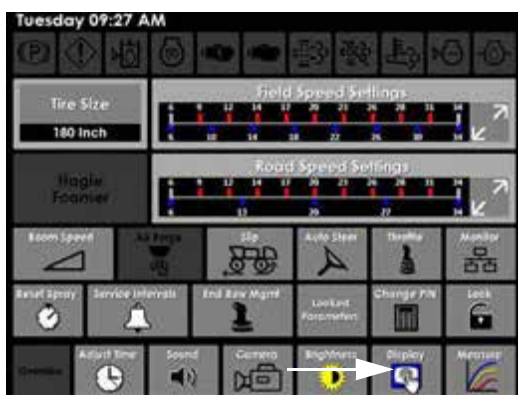 Tuesday 09:27 AM
Field Speed Settings
6 9 12 14 17 20 23 26 28 31 34
6 10 14 18 22 26 30 34
Tire Size
180 Inch
Road Speed Settings
6 9 12 14 17 20 23 26 28 31 34
6 13 20 27 34
Hagie
Foamer
Boom Speed
Air Purge
Slip
Auto Steer
Throttle
Monitor
Reset Spray
Service Intervals
End Row Mgmt
Locked
Parameters
Change PIN
Lock
Adjust Time
Sound
Camera
Brightness
Display
Measure